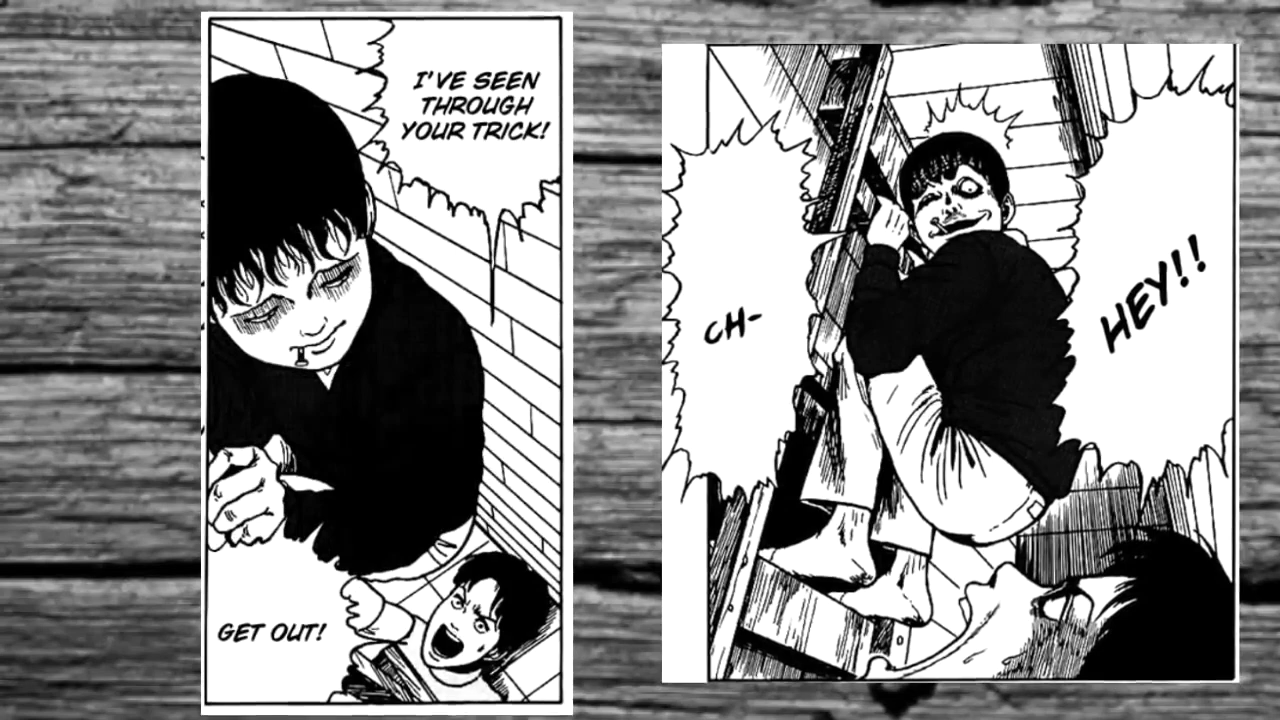 I'VE SEEN
THROUGH
YOUR TRICK!
GET OUT!
CH-
HEY!!